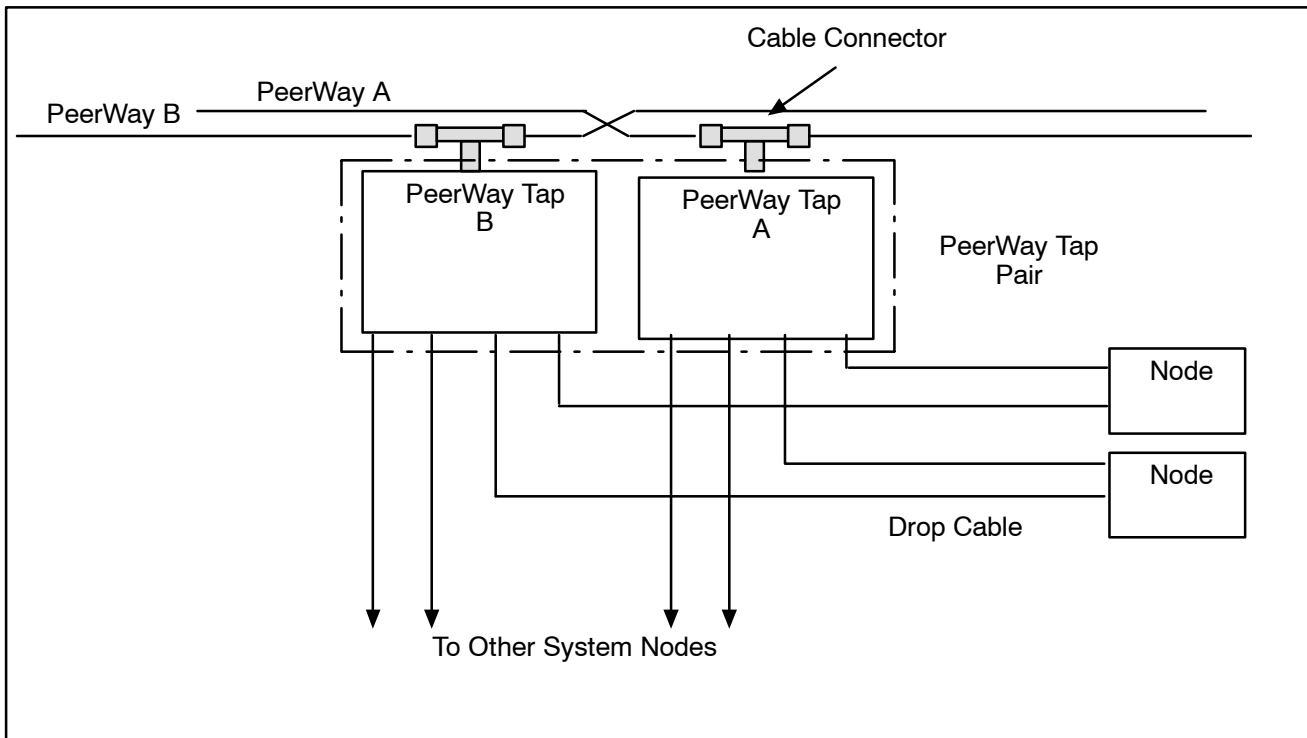 Cable Connector
PeerWay A
PeerWay B
PeerWay Tap
B
PeerWay Tap
A
PeerWay Tap
Pair
Node
Node
Drop Cable
To Other System Nodes